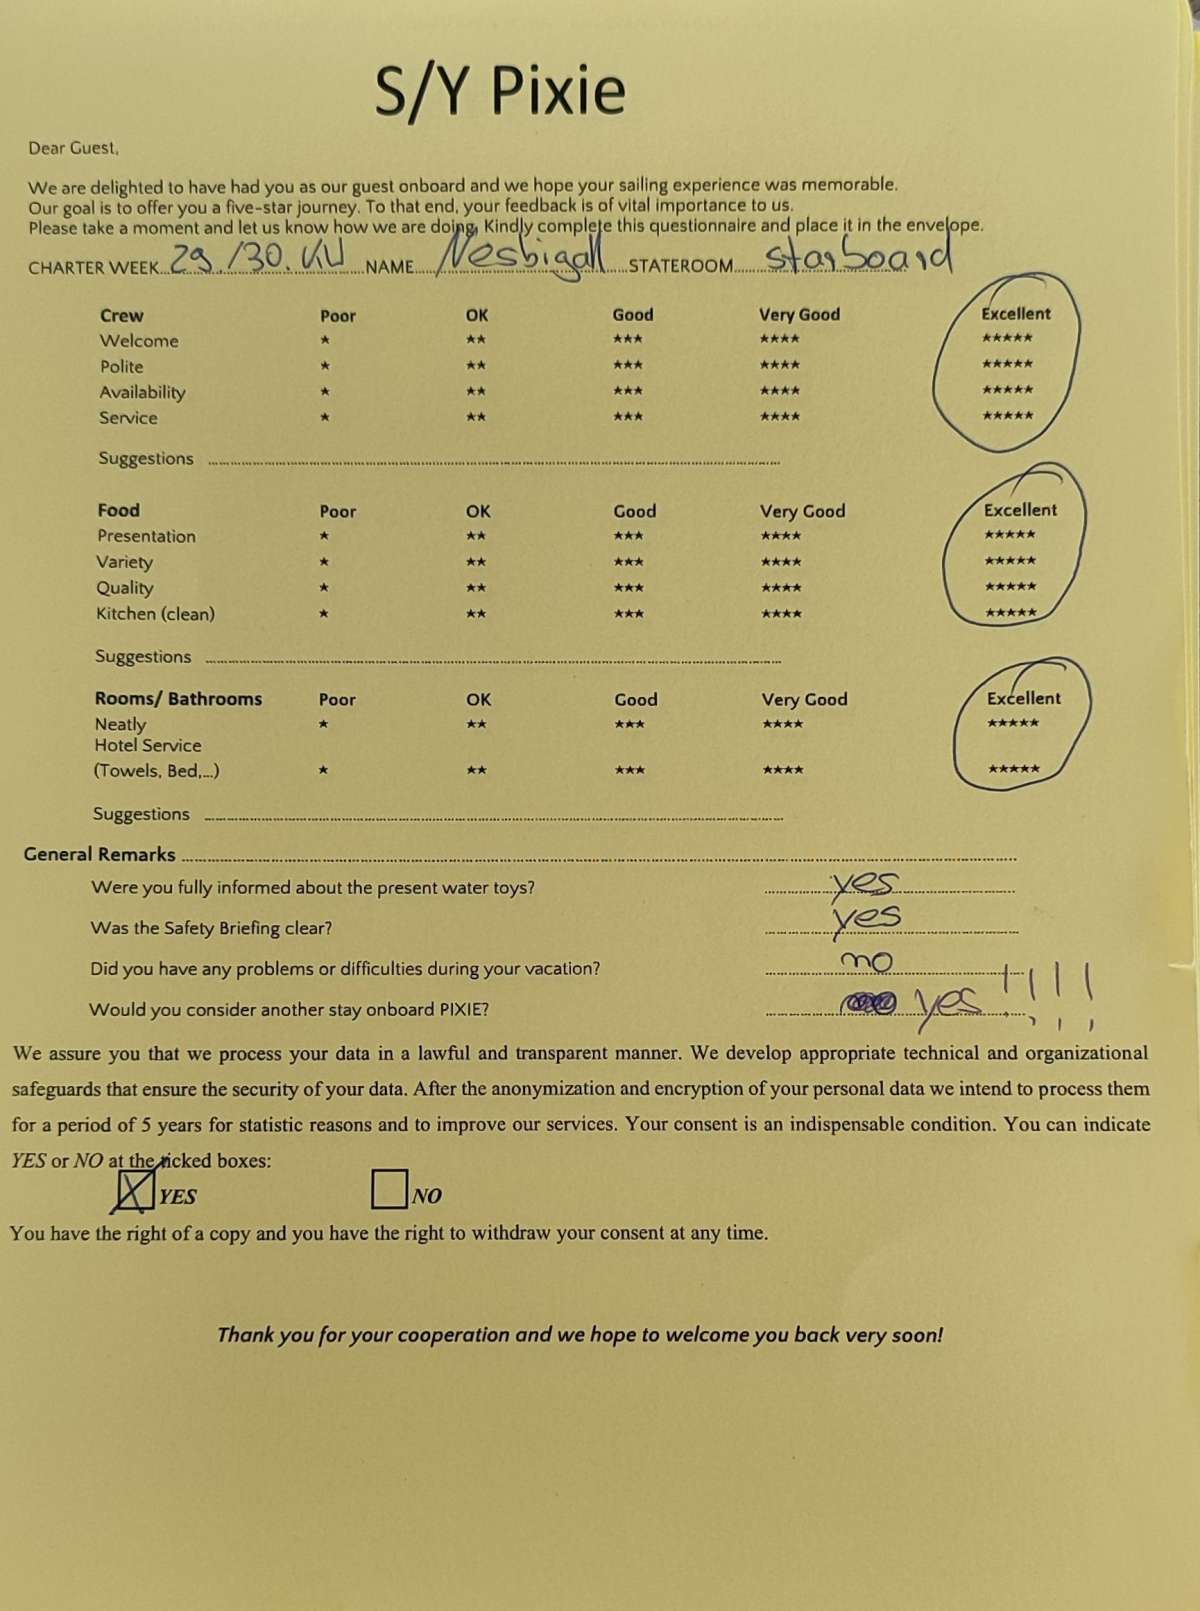 S/Y Pixie
Dear Guest,
We are delighted to have had you as our guest onboard and we hope your sailing experience was memorable.
Our goal is to offer you a five-star journey. To that end, your feedback is of vital importance to us.
Please take a moment and let us know how we are doing. Kindly complete this questionnaire and place it in the envelope.
CHARTER WEEK 29./30. KW NAME Nesbigall STATEROOM starboard
Crew Poor OK Good Very Good Excellent
Welcome ★ ★★ ★★★ ★★★★ ★★★★★
Polite ★ ★★ ★★★ ★★★★ ★★★★★
Availability ★ ★★ ★★★ ★★★★ ★★★★★
Service ★ ★★ ★★★ ★★★★ ★★★★★
Suggestions
Food Poor OK Good Very Good Excellent
Presentation ★ ★★ ★★★ ★★★★ ★★★★★
Variety ★ ★★ ★★★ ★★★★ ★★★★★
Quality ★ ★★ ★★★ ★★★★ ★★★★★
Kitchen (clean) ★ ★★ ★★★ ★★★★ ★★★★★
Suggestions
Rooms/ Bathrooms Poor OK Good Very Good Excellent
Neatly ★ ★★ ★★★ ★★★★ ★★★★★
Hotel Service
(Towels, Bed,...) ★ ★★ ★★★ ★★★★ ★★★★★
Suggestions
General Remarks
Were you fully informed about the present water toys? yes
Was the Safety Briefing clear? yes
Did you have any problems or difficulties during your vacation? no
Would you consider another stay onboard PIXIE? yes !!!!
We assure you that we process your data in a lawful and transparent manner. We develop appropriate technical and organizational
safeguards that ensure the security of your data. After the anonymization and encryption of your personal data we intend to process them
for a period of 5 years for statistic reasons and to improve our services. Your consent is an indispensable condition. You can indicate
YES or NO at the ticked boxes:
X YES NO
You have the right of a copy and you have the right to withdraw your consent at any time.
Thank you for your cooperation and we hope to welcome you back very soon!